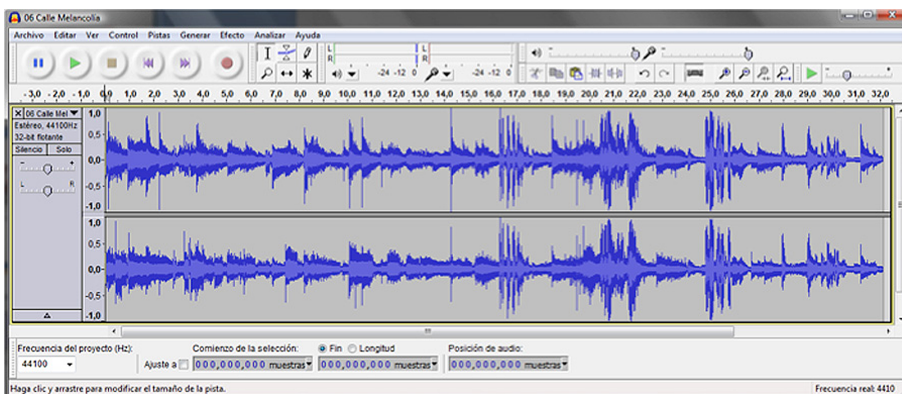 06 Calle Melancolia
Archivo Editar Ver Control Pistas Generar Efecto Analizar Ayuda
L
R
L
R
-24 -12 0
-24 -12 0
-3,0 -2,0 -1,0 0,0 1,0 2,0 3,0 4,0 5,0 6,0 7,0 8,0 9,0 10,0 11,0 12,0 13,0 14,0 15,0 16,0 17,0 18,0 19,0 20,0 21,0 22,0 23,0 24,0 25,0 26,0 27,0 28,0 29,0 30,0 31,0 32,0
X 06 Calle Mel
Estéreo, 44100Hz
32-bit flotante
Silencio Solo
- +
L R
1,0
0,5-
0,0-
-0,5-
-1,0
1,0
0,5-
0,0-
-0,5-
-1,0
Frecuencia del proyecto (Hz): Comienzo de la selección: Fin Longitud Posición de audio:
44100 Ajuste a 000,000,000 muestras 000,000,000 muestras 000,000,000 muestras
Haga clic y arrastre para modificar el tamaño de la pista. Frecuencia real: 4410